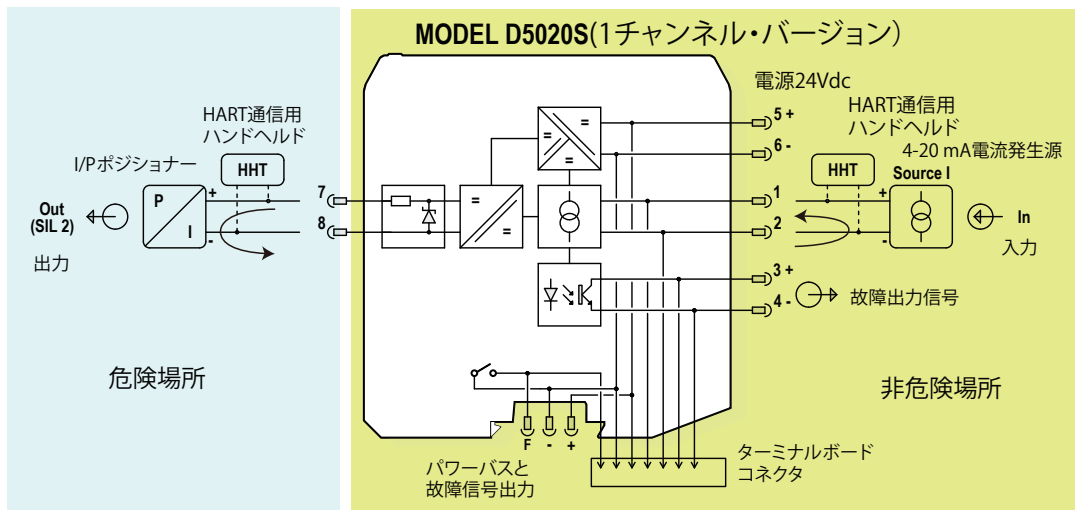 MODEL D5020S(1チャンネル・バージョン)
HART通信用
ハンドヘルド
HHT
I/Pポジショナー
P
I
+
-
Out
(SIL 2)
出力
7
8
=
=
=
=
=
電源24Vdc
5 +
6 -
HART通信用
ハンドヘルド
HHT
4-20 mA電流発生源
Source I
+
-
1
2
In
入力
3 +
4 -
故障出力信号
危険場所
非危険場所
F
-
+
パワーバスと
故障信号出力
ターミナルボード
コネクタ